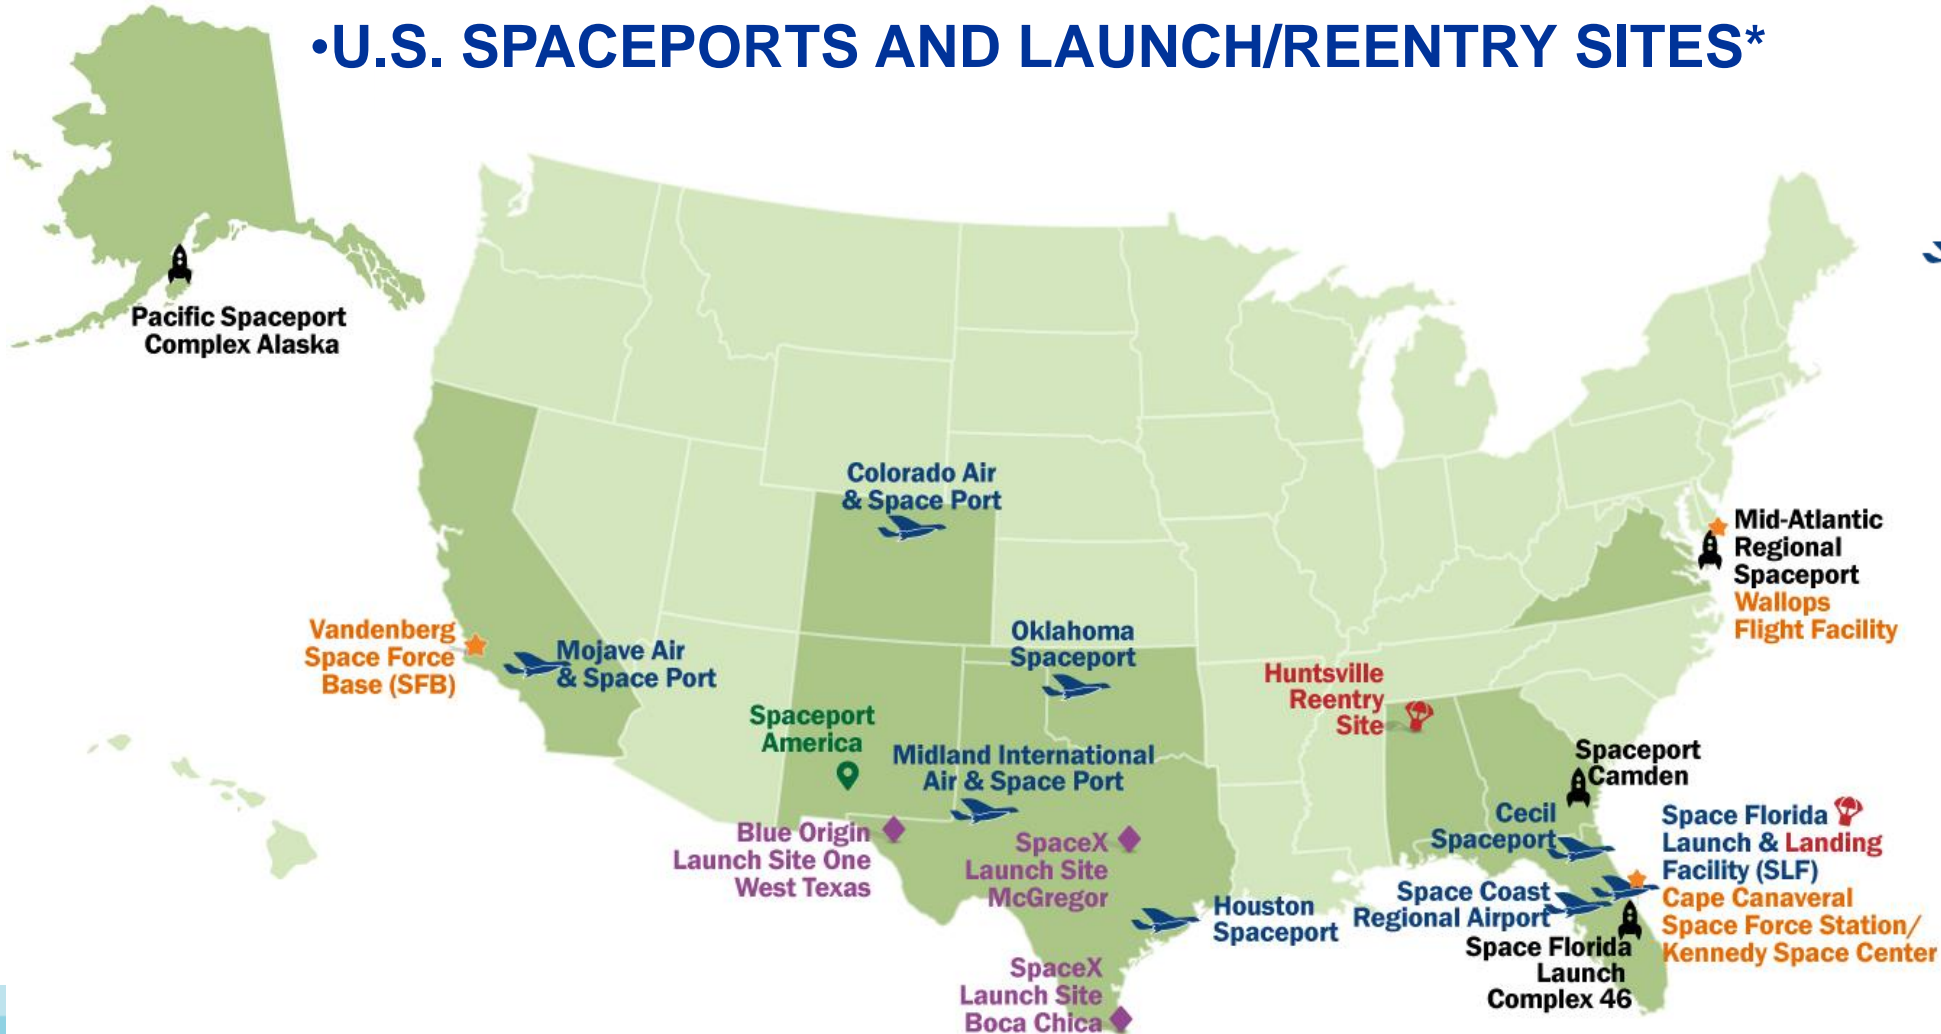 •U.S. SPACEPORTS AND LAUNCH/REENTRY SITES*
Pacific Spaceport
Complex Alaska
Colorado Air
& Space Port
Mid-Atlantic
Regional
Spaceport
Wallops
Flight Facility
Vandenberg
Space Force
Base (SFB)
Mojave Air
& Space Port
Oklahoma
Spaceport
Huntsville
Reentry
Site
Spaceport
America
Midland International
Air & Space Port
Spaceport
Camden
Blue Origin
Launch Site One
West Texas
SpaceX
Launch Site
McGregor
Cecil
Spaceport
Space Florida
Launch & Landing
Facility (SLF)
Cape Canaveral
Space Force Station/
Kennedy Space Center
Houston
Spaceport
Space Coast
Regional Airport
Space Florida
Launch
Complex 46
SpaceX
Launch Site
Boca Chica